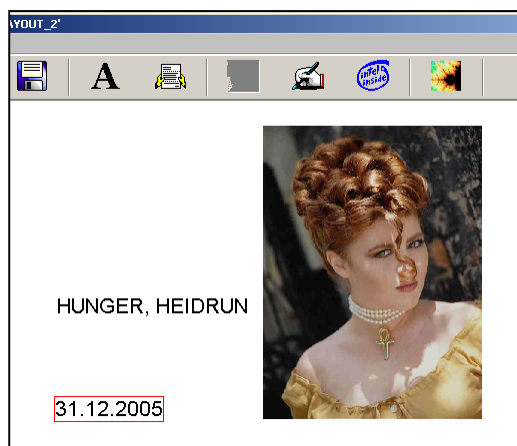 AYOUT_2'
A
intel
inside
HUNGER, HEIDRUN
31.12.2005